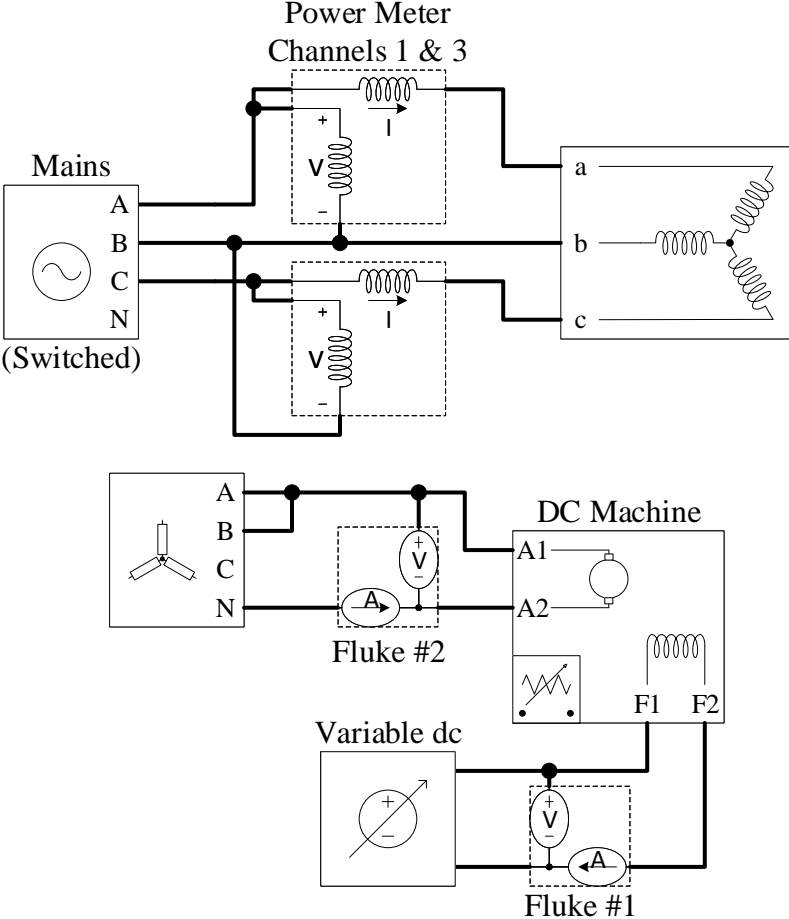 Power Meter
Channels 1 & 3
+
I
V
−
Mains
A
B
C
N
(Switched)
a
b
c
+
I
V
−
A
B
C
N
+
V
−
A
Fluke #2
DC Machine
A1
A2
F1 F2
Variable dc
+
−
+
V
−
A
Fluke #1